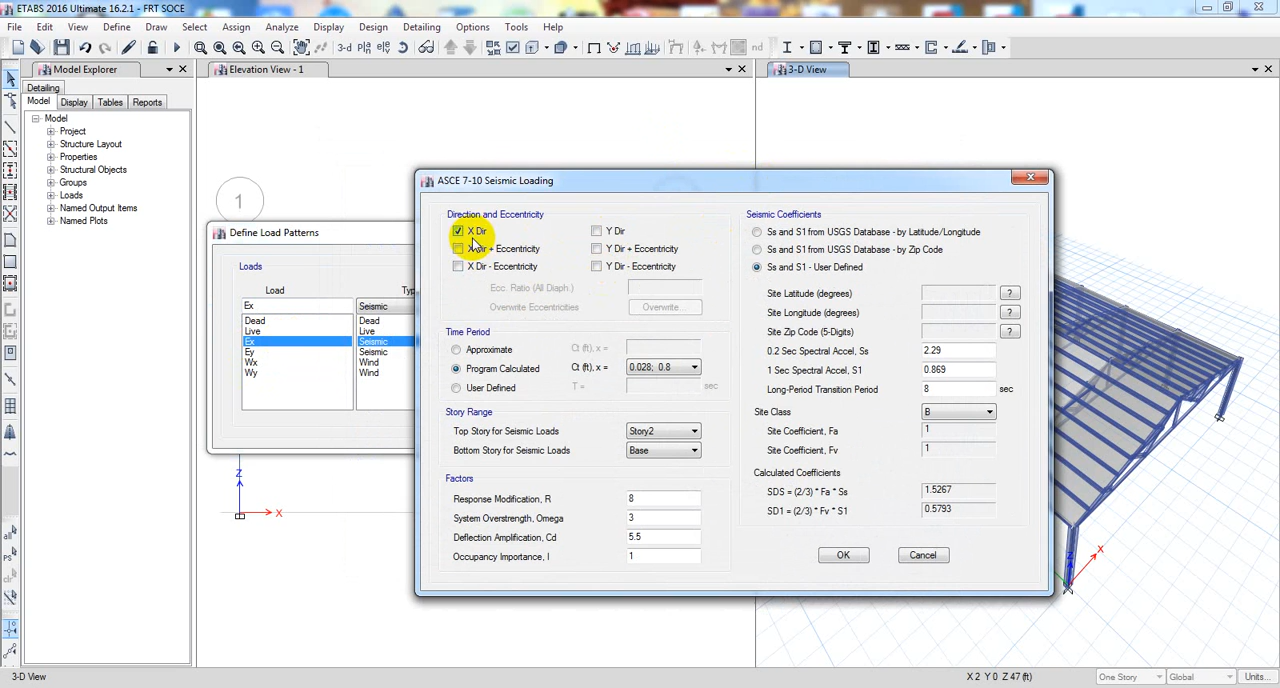 ETABS 2016 Ultimate 16.2.1 - FRT SOCE
File Edit View Define Draw Select Assign Analyze Display Design Detailing Options Tools Help
3-d Plà elé nd
Model Explorer
Elevation View - 1
3-D View
Detailing
Model Display Tables Reports
Model
Project
Structure Layout
Properties
Structural Objects
Groups
Loads
Named Output Items
Named Plots
1
Define Load Patterns
Loads
Load
Ex Seismic
Dead Dead
Live Live
Ex Seismic
Ey Seismic
Wx Wind
Wy Wind
Z
X
ASCE 7-10 Seismic Loading
Direction and Eccentricity
X Dir Y Dir
X Dir + Eccentricity Y Dir + Eccentricity
X Dir - Eccentricity Y Dir - Eccentricity
Ecc. Ratio (All Diaph.)
Overwrite Eccentricities Overwrite...
Time Period
Approximate Ct (ft), x =
Program Calculated Ct (ft), x = 0.028; 0.8
User Defined T = sec
Story Range
Top Story for Seismic Loads Story2
Bottom Story for Seismic Loads Base
Factors
Response Modification, R 8
System Overstrength, Omega 3
Deflection Amplification, Cd 5.5
Occupancy Importance, I 1
Seismic Coefficients
Ss and S1 from USGS Database - by Latitude/Longitude
Ss and S1 from USGS Database - by Zip Code
Ss and S1 - User Defined
Site Latitude (degrees) ?
Site Longitude (degrees) ?
Site Zip Code (5-Digits) ?
0.2 Sec Spectral Accel, Ss 2.29
1 Sec Spectral Accel, S1 0.869
Long-Period Transition Period 8 sec
Site Class B
Site Coefficient, Fa 1
Site Coefficient, Fv 1
Calculated Coefficients
SDS = (2/3) * Fa * Ss 1.5267
SD1 = (2/3) * Fv * S1 0.5793
OK Cancel
X
Z
all
PS
clr
3-D View
X 2 Y 0 Z 47 (ft)
One Story Global Units...